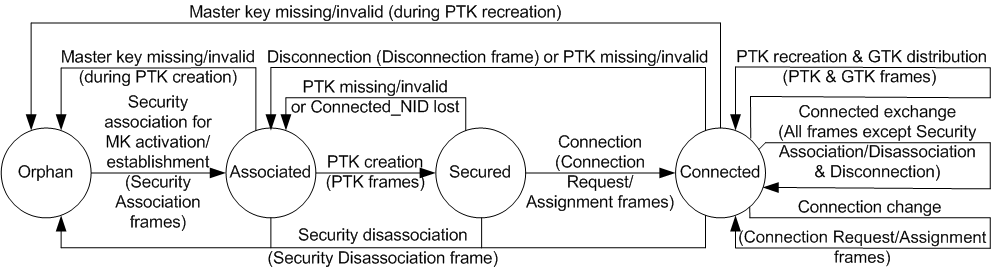 Master key missing/invalid (during PTK recreation)
Master key missing/invalid
(during PTK creation)
Disconnection (Disconnection frame) or PTK missing/invalid
PTK missing/invalid
or Connected_NID lost
PTK recreation & GTK distribution
(PTK & GTK frames)
Security
association for
MK activation/
establishment
(Security
Association
frames)
Connected exchange
(All frames except Security
Association/Disassociation
& Disconnection)
Orphan
Associated
PTK creation
(PTK frames)
Secured
Connection
(Connection
Request/
Assignment frames)
Connected
Connection change
(Connection Request/Assignment
frames)
Security disassociation
(Security Disassociation frame)